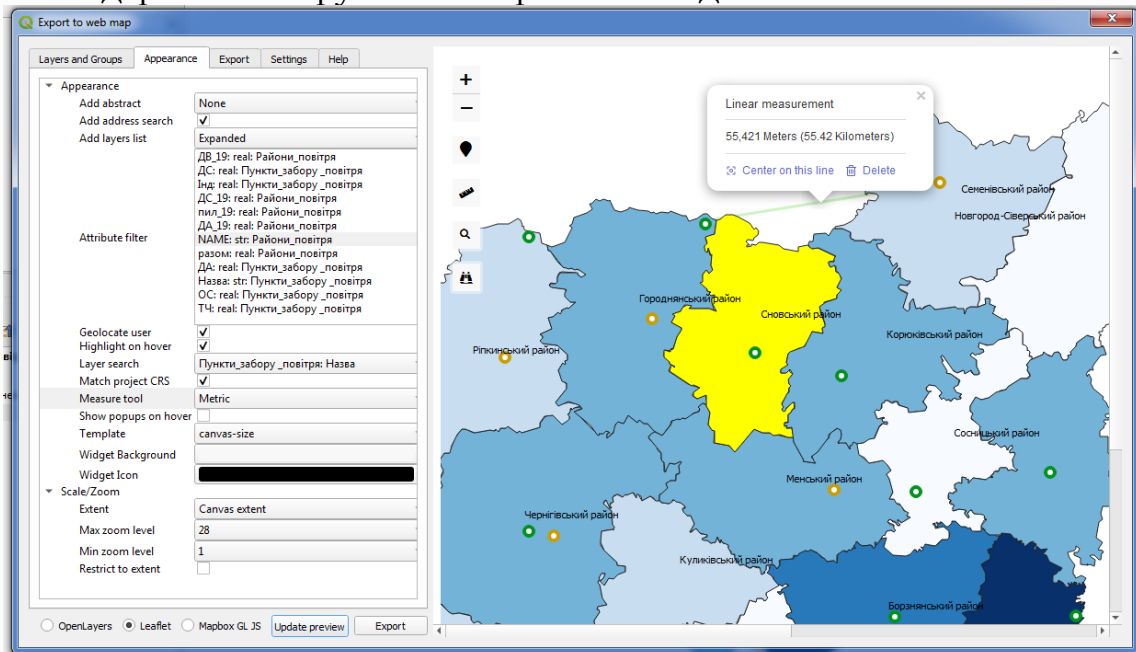 Export to web map
Layers and Groups Appearance Export Settings Help
Appearance
Add abstract None
Add address search
Add layers list Expanded
Attribute filter
ДВ_19: real: Райони_повітря
ДС: real: Пункти_забору _повітря
Інд: real: Пункти_забору _повітря
ДС_19: real: Райони_повітря
пил_19: real: Райони_повітря
ДА_19: real: Райони_повітря
NAME: str: Райони_повітря
разом: real: Райони_повітря
ДА: real: Пункти_забору _повітря
Назва: str: Пункти_забору _повітря
ОС: real: Пункти_забору _повітря
ТЧ: real: Пункти_забору _повітря
Geolocate user
Highlight on hover
Layer search Пункти_забору _повітря: Назва
Match project CRS
Measure tool Metric
Show popups on hover
Template canvas-size
Widget Background
Widget Icon
Scale/Zoom
Extent Canvas extent
Max zoom level 28
Min zoom level 1
Restrict to extent
OpenLayers Leaflet Mapbox GL JS Update preview Export
+
−
Linear measurement
55,421 Meters (55.42 Kilometers)
Center on this line Delete
Семенівський район
Новгород-Сіверський район
Городнянський район
Сновський район
Корюківський район
Ріпкинський район
Сосницький район
Менський район
Чернігівський район
Куликівський район
Борзнянський район